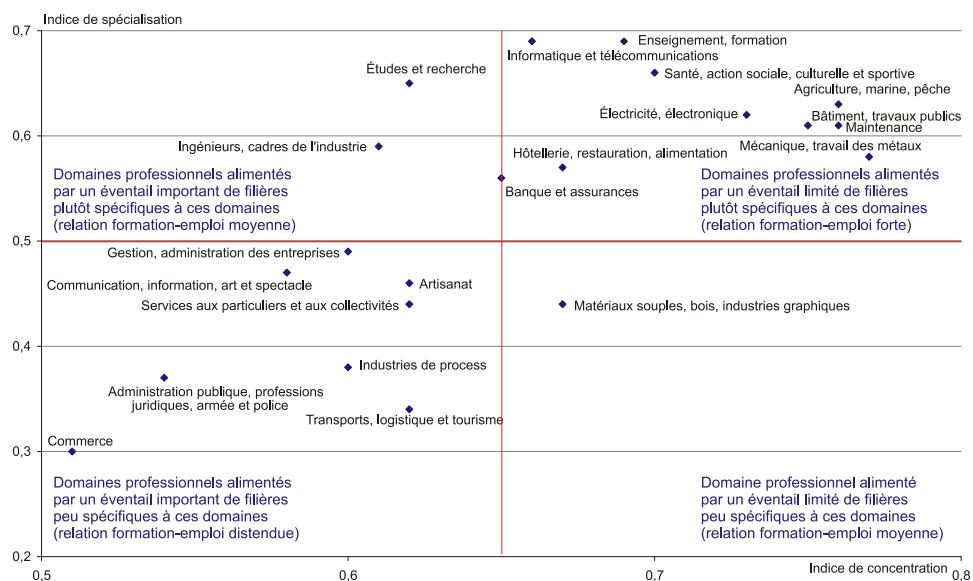 Indice de spécialisation
0,7
Enseignement, formation
Informatique et télécommunications
Études et recherche
Santé, action sociale, culturelle et sportive
Agriculture, marine, pêche
Électricité, électronique
Bâtiment, travaux publics
Maintenance
0,6
Ingénieurs, cadres de l'industrie
Mécanique, travail des métaux
Hôtellerie, restauration, alimentation
Banque et assurances
Domaines professionnels alimentés
par un éventail important de filières
plutôt spécifiques à ces domaines
(relation formation-emploi moyenne)
Domaines professionnels alimentés
par un éventail limité de filières
plutôt spécifiques à ces domaines
(relation formation-emploi forte)
0,5
Gestion, administration des entreprises
Communication, information, art et spectacle
Artisanat
Services aux particuliers et aux collectivités
Matériaux souples, bois, industries graphiques
0,4
Industries de process
Administration publique, professions
juridiques, armée et police
Transports, logistique et tourisme
Commerce
0,3
Domaines professionnels alimentés
par un éventail important de filières
peu spécifiques à ces domaines
(relation formation-emploi distendue)
Domaine professionnel alimenté
par un éventail limité de filières
peu spécifiques à ces domaines
(relation formation-emploi moyenne)
0,2
Indice de concentration
0,5
0,6
0,7
0,8